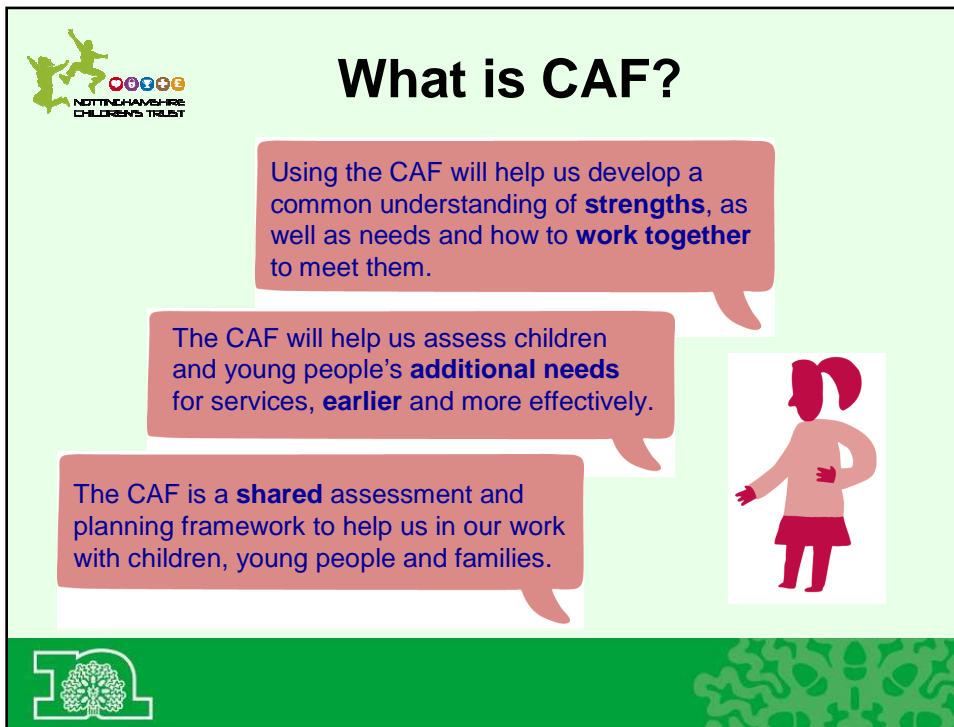 NOTTINGHAMSHIRE
CHILDREN'S TRUST
What is CAF?
Using the CAF will help us develop a
common understanding of strengths, as
well as needs and how to work together
to meet them.
The CAF will help us assess children
and young people's additional needs
for services, earlier and more effectively.
The CAF is a shared assessment and
planning framework to help us in our work
with children, young people and families.